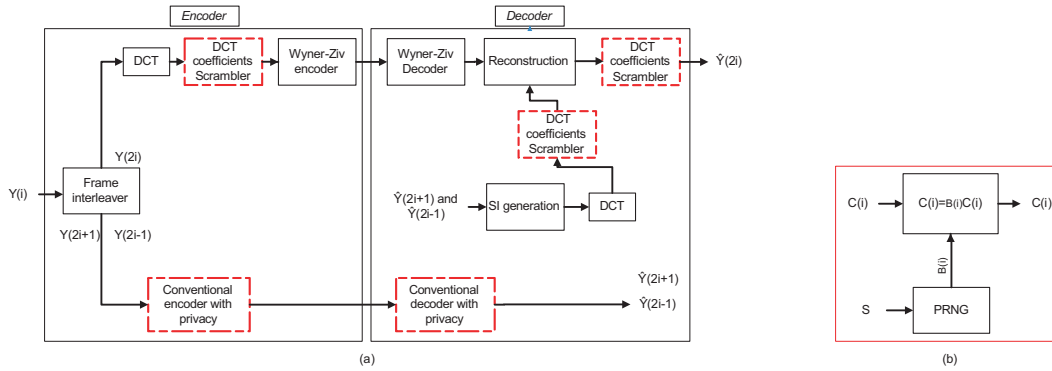 Encoder
Decoder
DCT
DCT
coefficients
Scrambler
Wyner-Ziv
encoder
Wyner-Ziv
Decoder
Reconstruction
DCT
coefficients
Scrambler
Ŷ(2i)
DCT
coefficients
Scrambler
Y(2i)
Y(i)
Frame
interleaver
Y(2i+1) Y(2i-1)
Ŷ(2i+1) and
Ŷ(2i-1)
SI generation
DCT
Conventional
encoder with
privacy
Conventional
decoder with
privacy
Ŷ(2i+1)
Ŷ(2i-1)
(a)
C(i)
C(i)=B(i)C(i)
C(i)
B(i)
S
PRNG
(b)